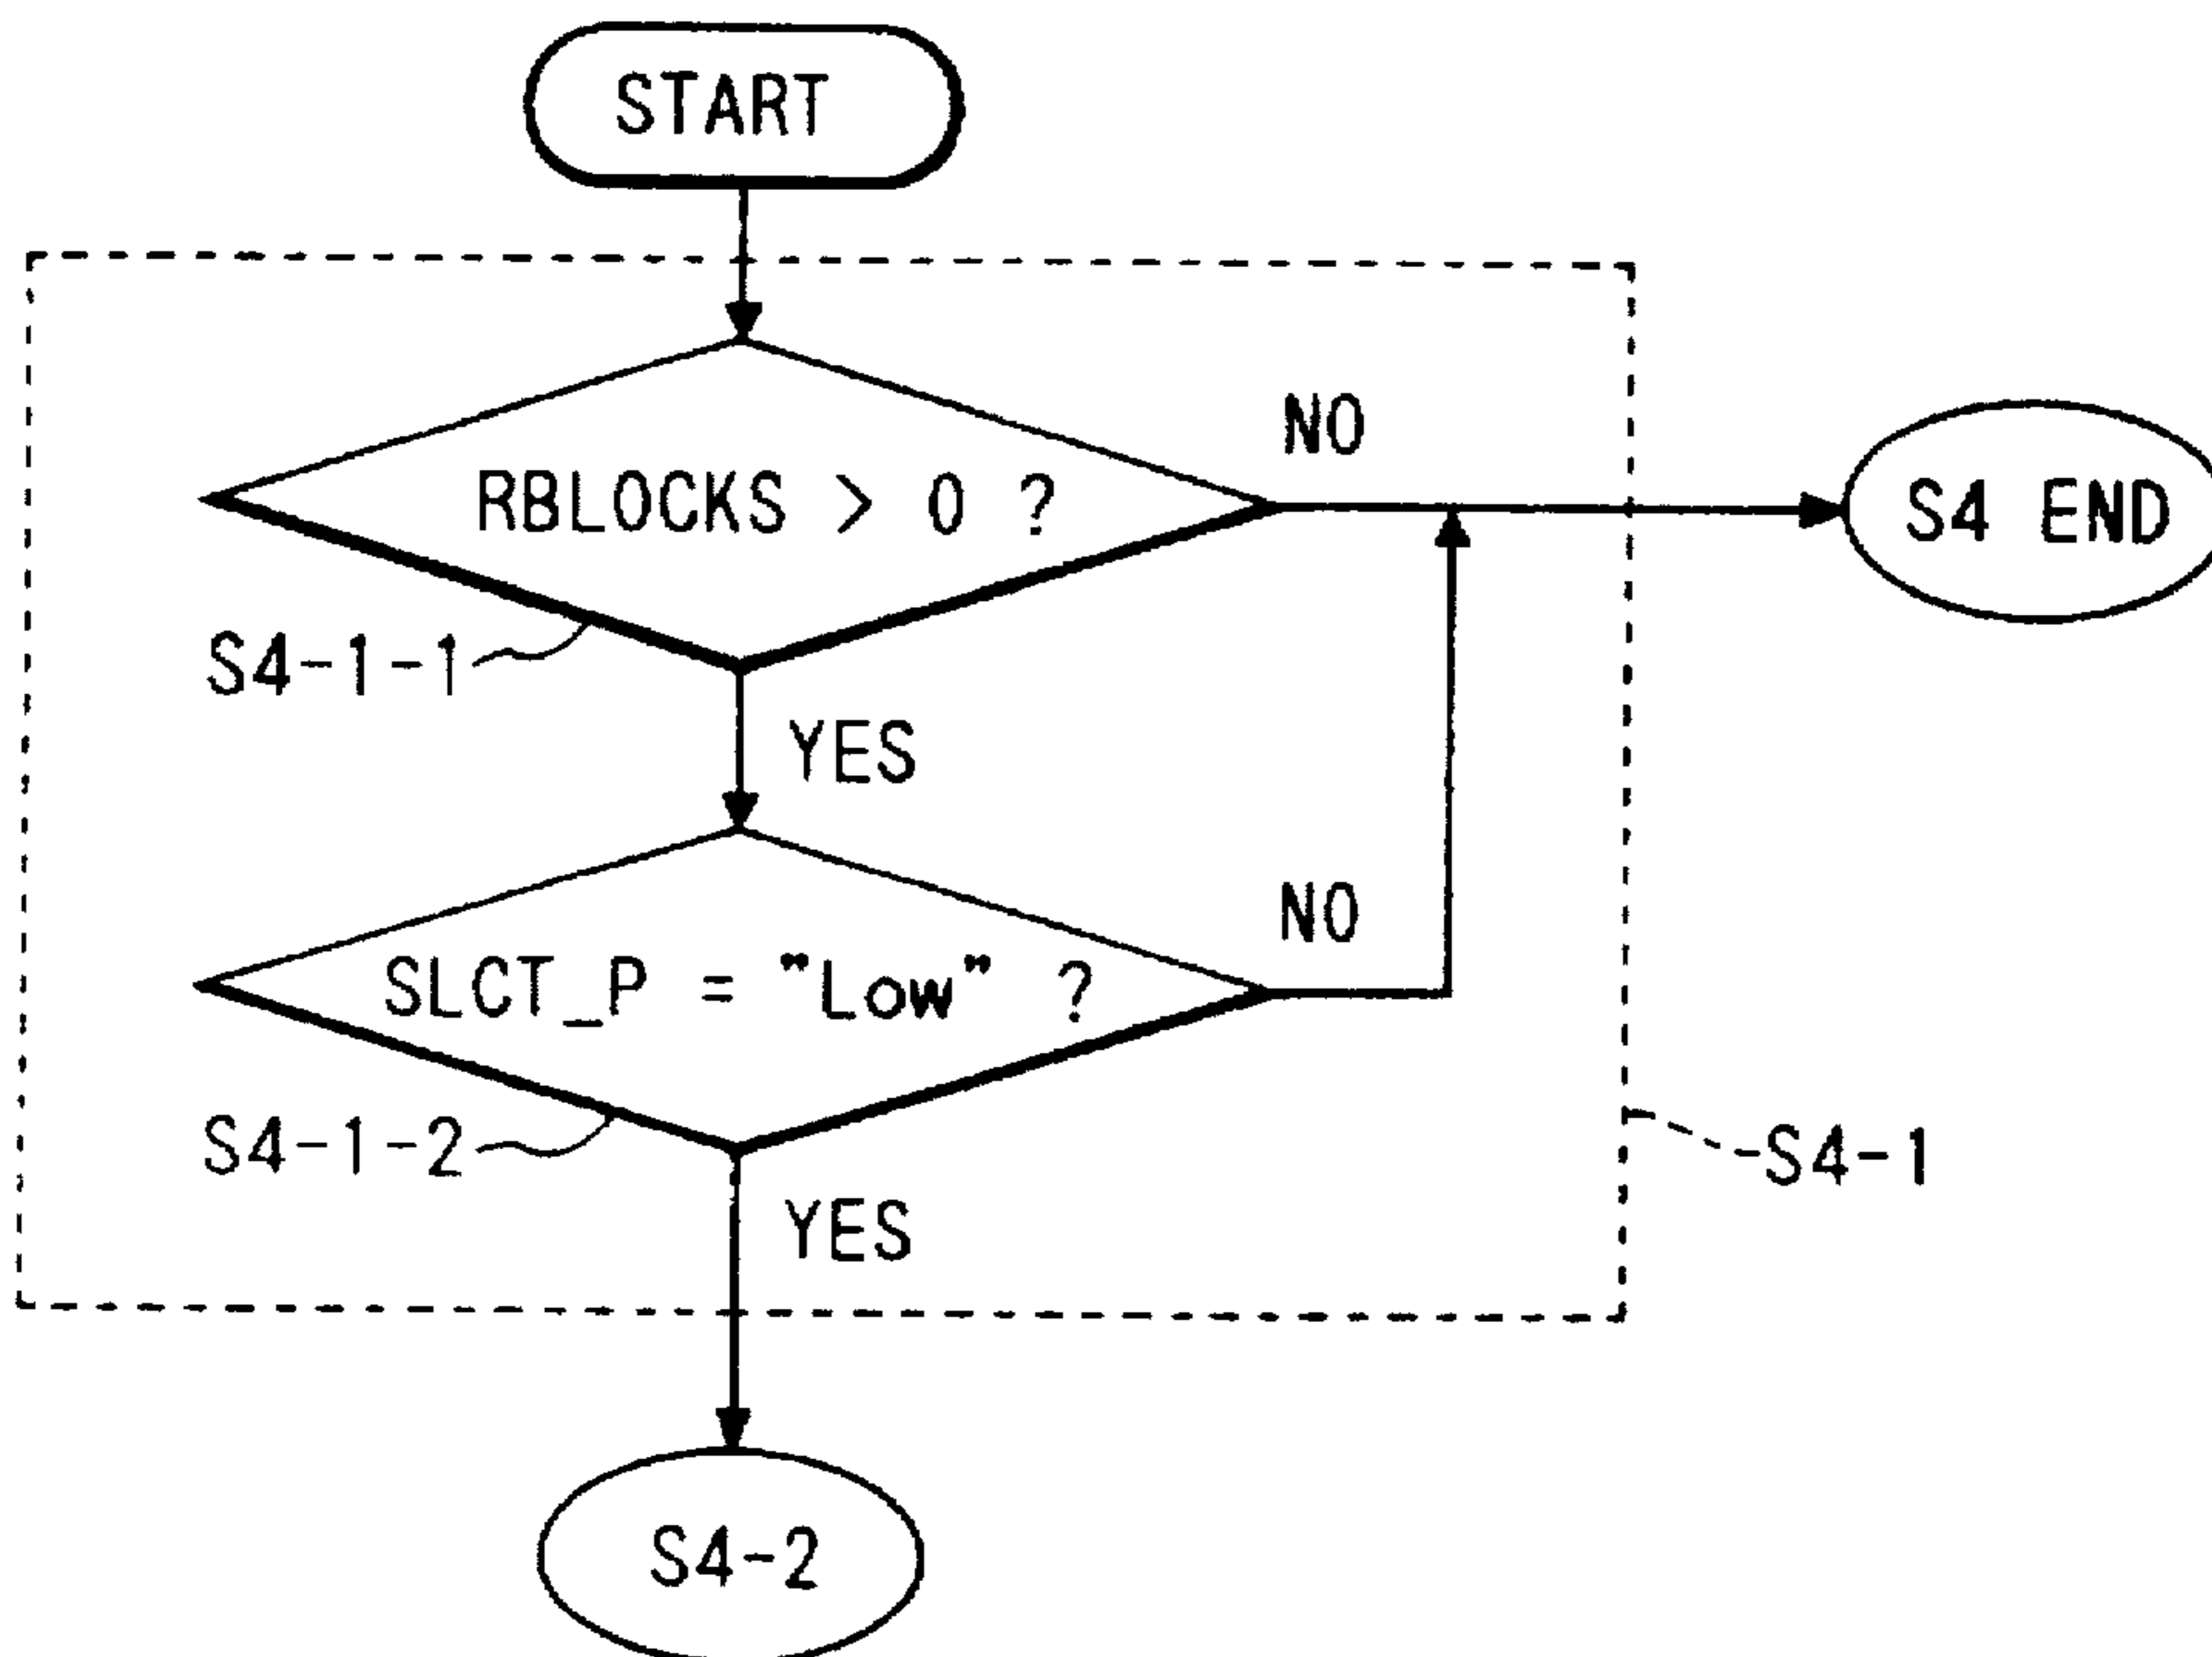 START
RBLOCKS > 0 ?
NO
S4 END
S4-1-1
YES
SLCT_P = "Low" ?
NO
S4-1-2
S4-1
YES
S4-2